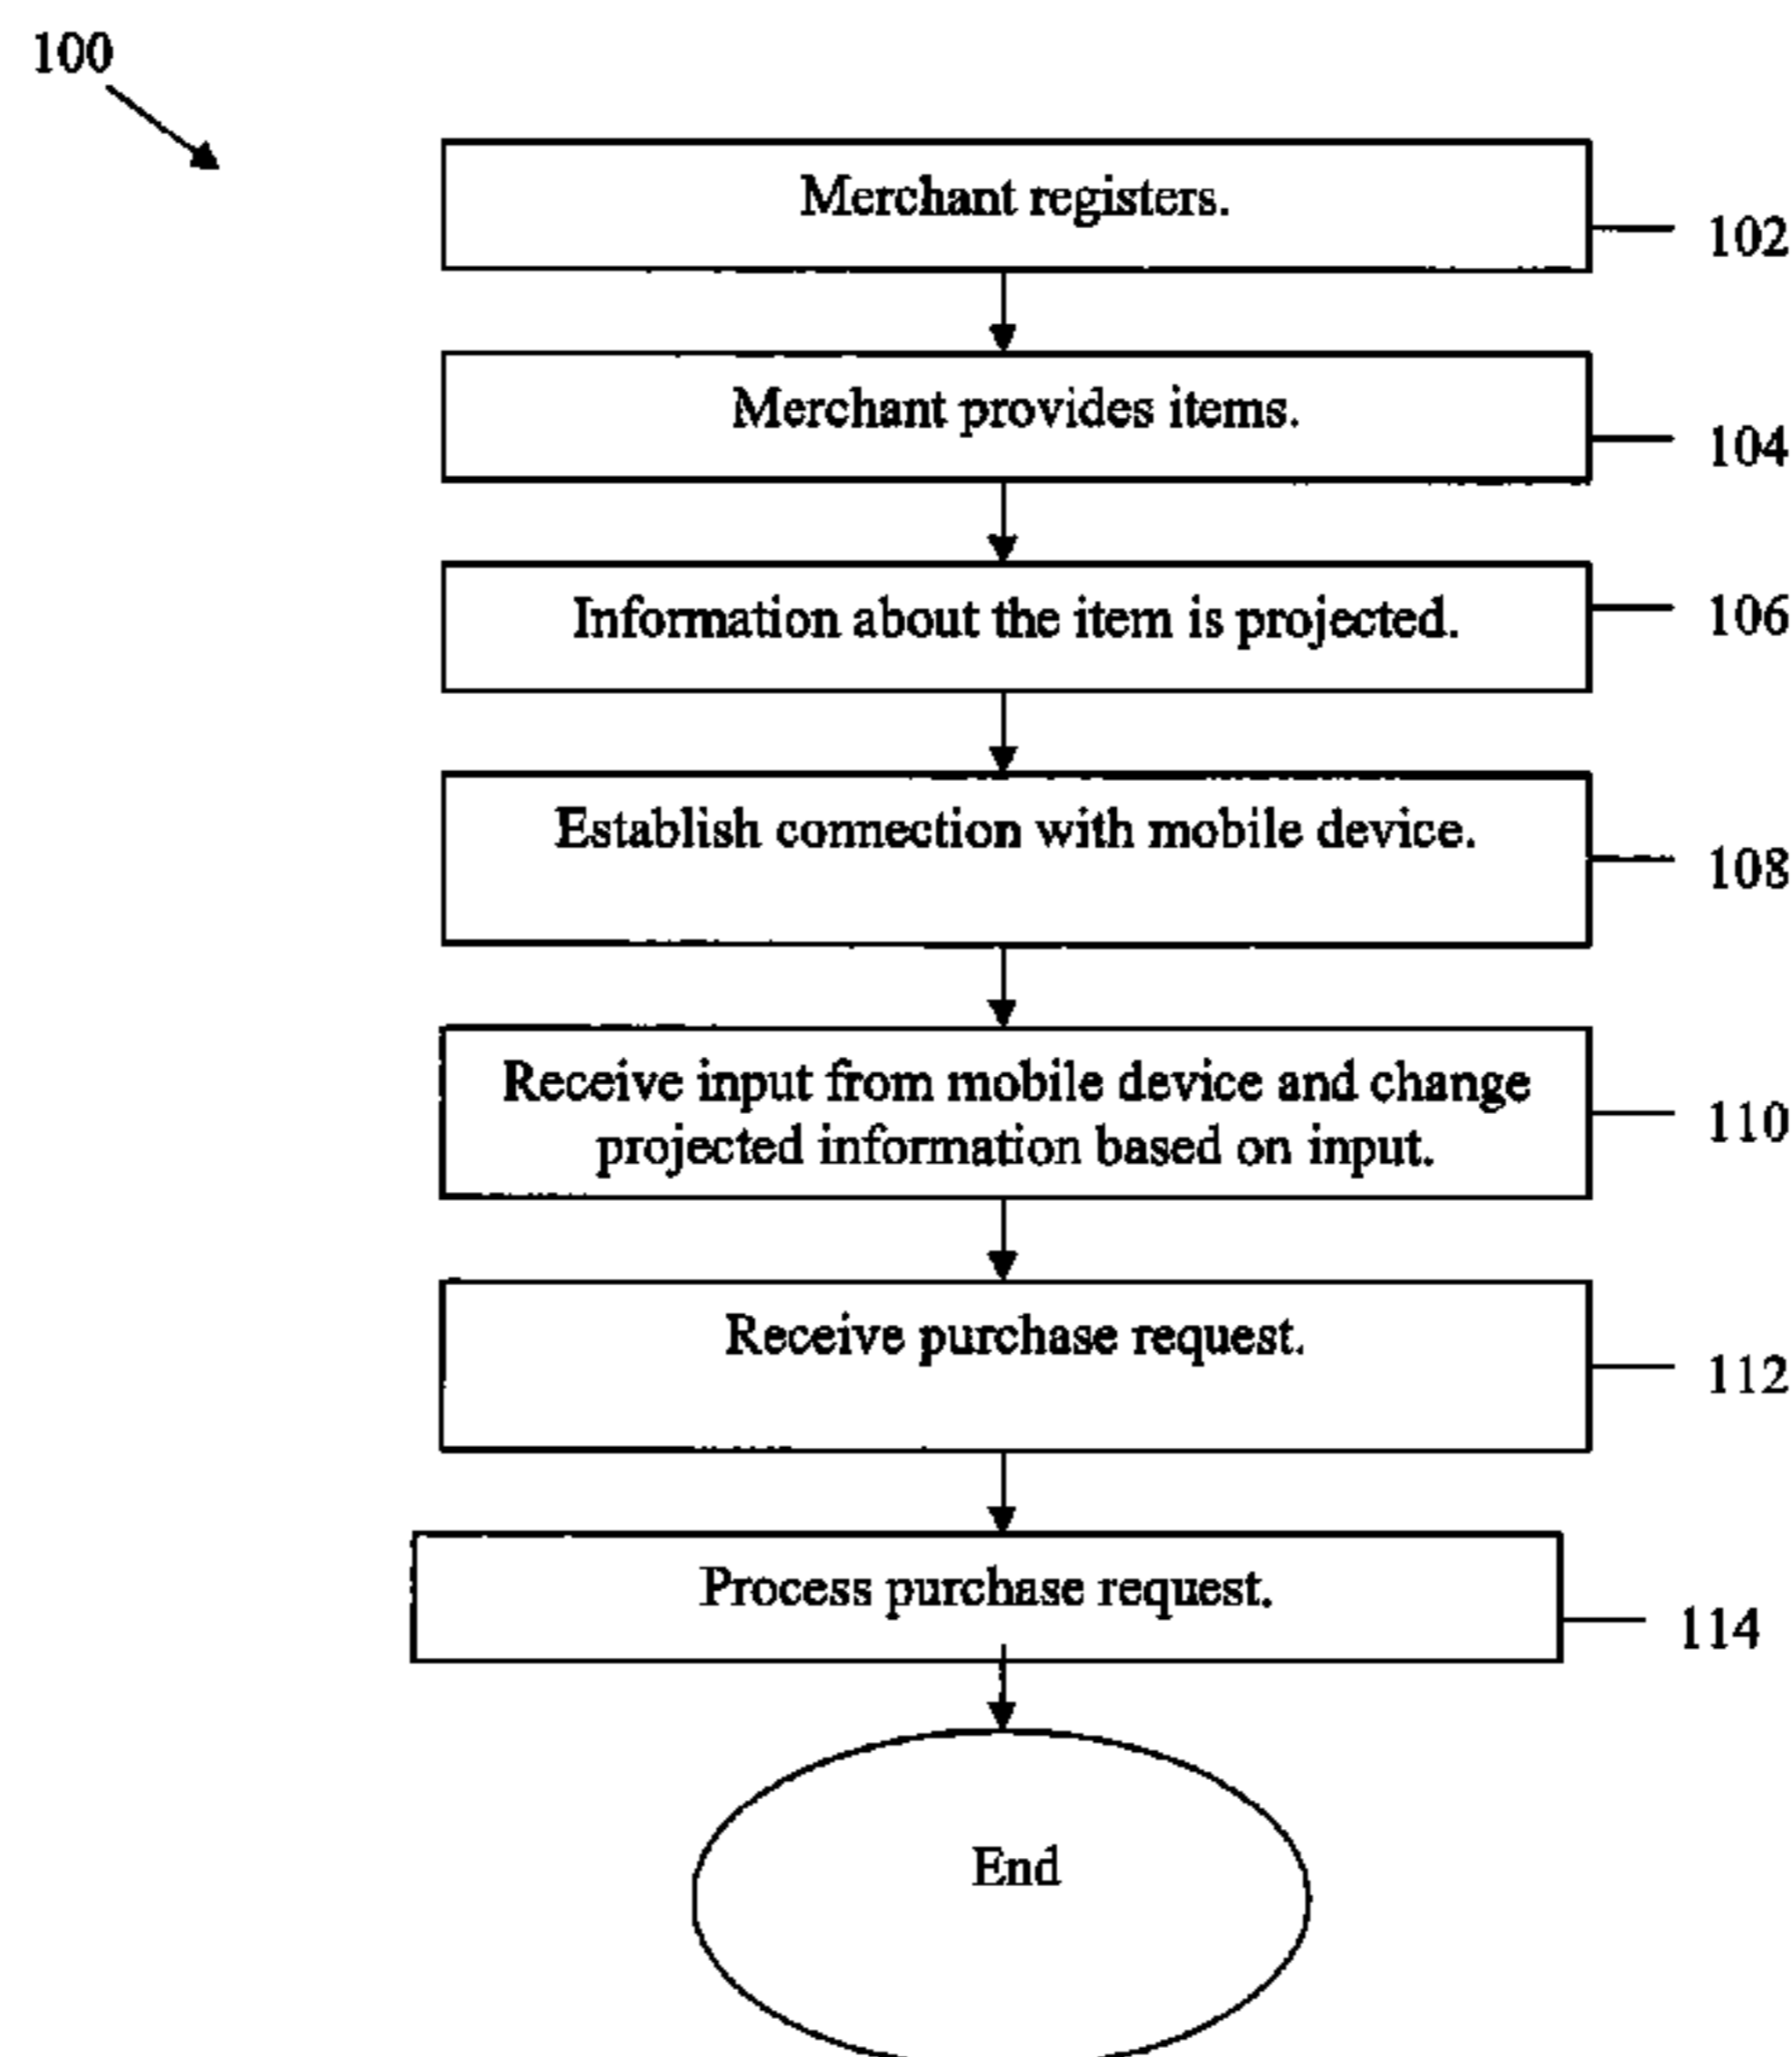 100
Merchant registers.
102
Merchant provides items.
104
Information about the item is projected.
106
Establish connection with mobile device.
108
Receive input from mobile device and change
projected information based on input.
110
Receive purchase request.
112
Process purchase request.
114
End